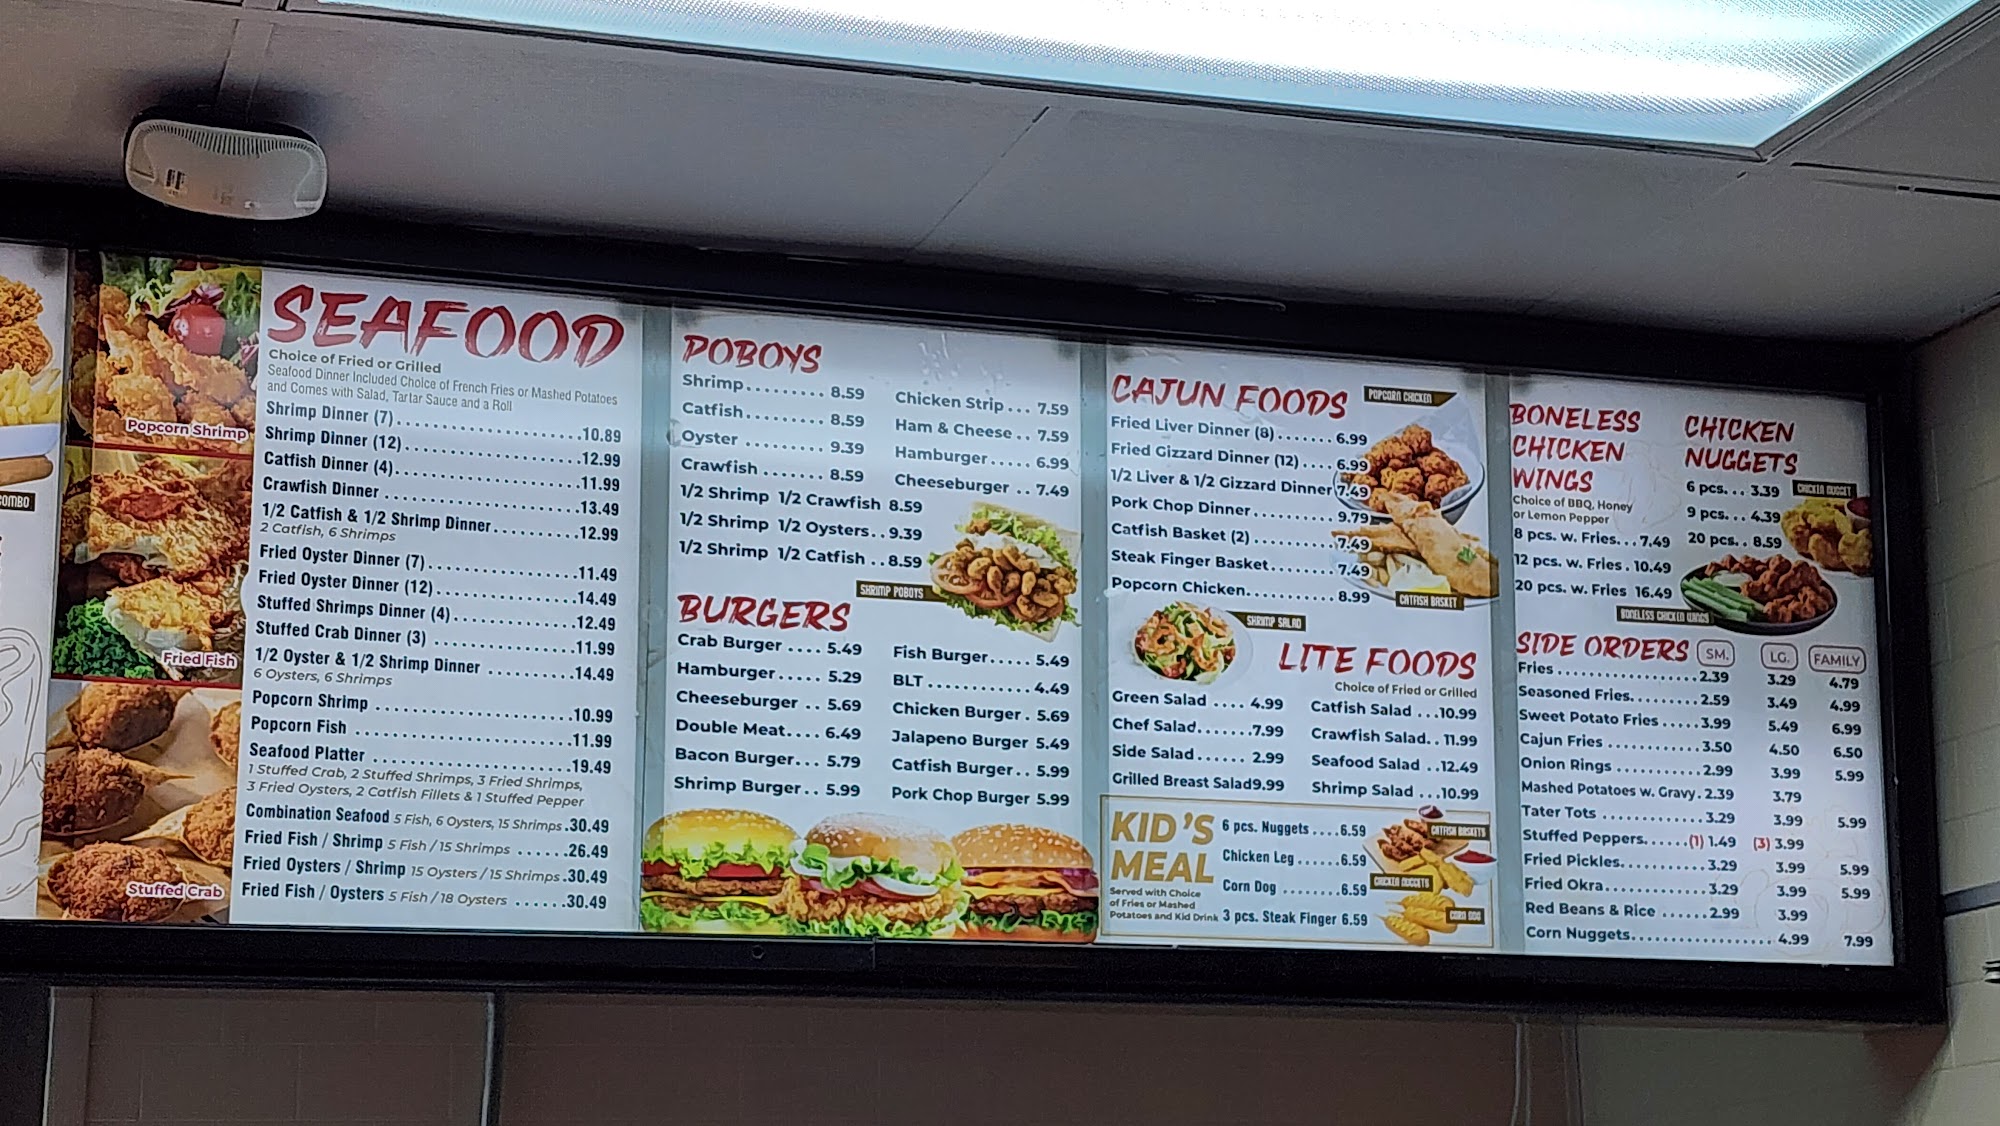 COMBO
Popcorn Shrimp
Fried Fish
Stuffed Crab
SEAFOOD
Choice of Fried or Grilled
Seafood Dinner Included Choice of French Fries or Mashed Potatoes
and Comes with Salad, Tartar Sauce and a Roll
Shrimp Dinner (7)....................10.89
Shrimp Dinner (12)....................12.99
Catfish Dinner (4)....................11.99
Crawfish Dinner ....................13.49
1/2 Catfish & 1/2 Shrimp Dinner..........12.99
2 Catfish, 6 Shrimps
Fried Oyster Dinner (7)................11.49
Fried Oyster Dinner (12)...............14.49
Stuffed Shrimps Dinner (4).............12.49
Stuffed Crab Dinner (3) ...............11.99
1/2 Oyster & 1/2 Shrimp Dinner ..........14.49
6 Oysters, 6 Shrimps
Popcorn Shrimp ....................10.99
Popcorn Fish ....................11.99
Seafood Platter ....................19.49
1 Stuffed Crab, 2 Stuffed Shrimps, 3 Fried Shrimps,
3 Fried Oysters, 2 Catfish Fillets & 1 Stuffed Pepper
Combination Seafood 5 Fish, 6 Oysters, 15 Shrimps .30.49
Fried Fish / Shrimp 5 Fish / 15 Shrimps ......26.49
Fried Oysters / Shrimp 15 Oysters / 15 Shrimps .30.49
Fried Fish / Oysters 5 Fish / 18 Oysters ......30.49
POBOYS
Shrimp........ 8.59
Catfish........ 8.59
Oyster ........ 9.39
Crawfish ...... 8.59
1/2 Shrimp 1/2 Crawfish 8.59
1/2 Shrimp 1/2 Oysters.. 9.39
1/2 Shrimp 1/2 Catfish .. 8.59
Chicken Strip... 7.59
Ham & Cheese .. 7.59
Hamburger..... 6.99
Cheeseburger .. 7.49
SHRIMP POBOYS
BURGERS
Crab Burger .... 5.49
Hamburger..... 5.29
Cheeseburger .. 5.69
Double Meat.... 6.49
Bacon Burger... 5.79
Shrimp Burger.. 5.99
Fish Burger..... 5.49
BLT ............ 4.49
Chicken Burger . 5.69
Jalapeno Burger 5.49
Catfish Burger.. 5.99
Pork Chop Burger 5.99
CAJUN FOODS
POPCORN CHICKEN
Fried Liver Dinner (8)....... 6.99
Fried Gizzard Dinner (12) .... 6.99
1/2 Liver & 1/2 Gizzard Dinner 7.49
Pork Chop Dinner.......... 9.79
Catfish Basket (2) .......... 7.49
Steak Finger Basket........ 7.49
Popcorn Chicken.......... 8.99
CATFISH BASKET
SHRIMP SALAD
LITE FOODS
Choice of Fried or Grilled
Green Salad .... 4.99
Chef Salad.......7.99
Side Salad...... 2.99
Grilled Breast Salad9.99
Catfish Salad ...10.99
Crawfish Salad.. 11.99
Seafood Salad ..12.49
Shrimp Salad ...10.99
KID'S
MEAL
Served with Choice
of Fries or Mashed
Potatoes and Kid Drink
6 pcs. Nuggets ....6.59
Chicken Leg ......6.59
Corn Dog ........6.59
3 pcs. Steak Finger 6.59
CATFISH BASKETS
CHICKEN NUGGETS
CORN DOG
BONELESS
CHICKEN
WINGS
Choice of BBQ, Honey
or Lemon Pepper
8 pcs. w. Fries... 7.49
12 pcs. w. Fries . 10.49
20 pcs. w. Fries 16.49
BONELESS CHICKEN WINGS
CHICKEN
NUGGETS
6 pcs. .. 3.39
9 pcs. .. 4.39
20 pcs. . 8.59
CHICKEN NUGGET
SIDE ORDERS SM. LG. FAMILY
Fries..................2.39 3.29 4.79
Seasoned Fries.........2.59 3.49 4.99
Sweet Potato Fries .....3.99 5.49 6.99
Cajun Fries ............3.50 4.50 6.50
Onion Rings ...........2.99 3.99 5.99
Mashed Potatoes w. Gravy. 2.39 3.79
Tater Tots .............3.29 3.99 5.99
Stuffed Peppers......(1) 1.49 (3) 3.99
Fried Pickles...........3.29 3.99 5.99
Fried Okra.............3.29 3.99 5.99
Red Beans & Rice ......2.99 3.99
Corn Nuggets.................. 4.99 7.99